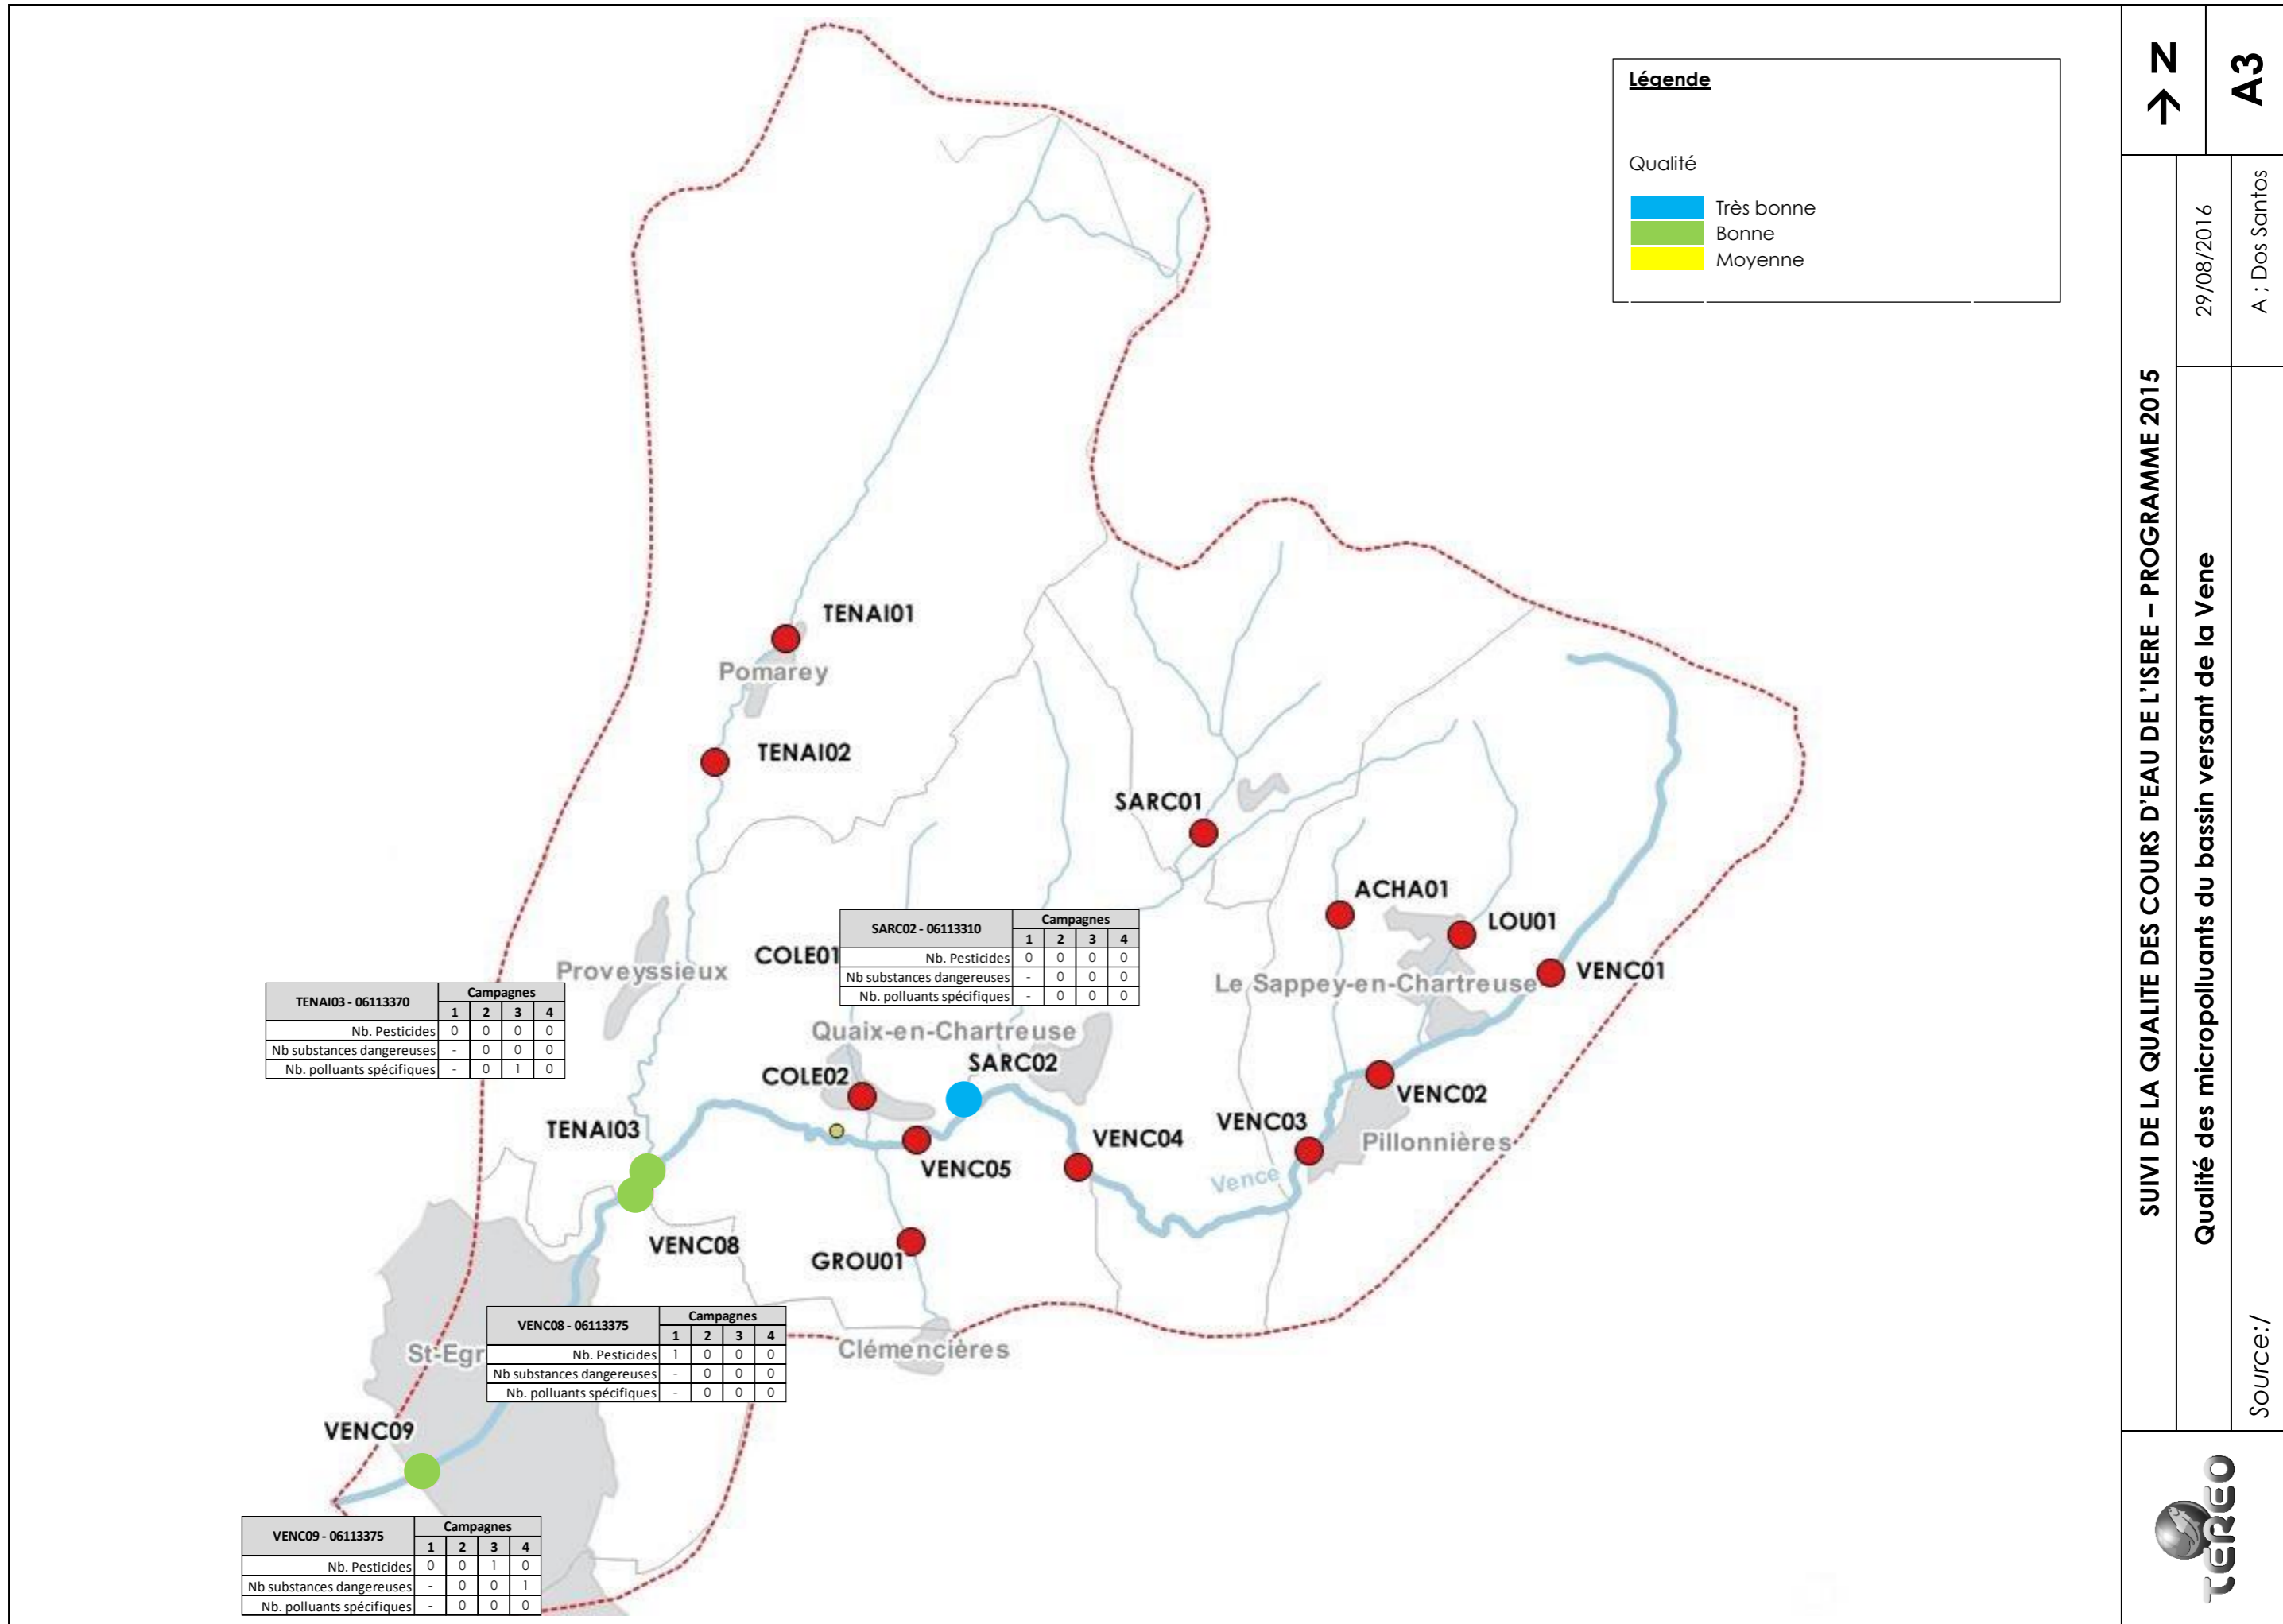 Légende
Qualité
Très bonne
Bonne
Moyenne
TENAI01
Pomarey
TENAI02
SARC01
ACHA01
LOU01
VENC01
Le Sappey-en-Chartreuse
COLE01
Proveyssieux
SARC02 - 06113310 Campagnes
1 2 3 4
Nb. Pesticides 0 0 0 0
Nb substances dangereuses - 0 0 0
Nb. polluants spécifiques - 0 0 0
TENAI03 - 06113370 Campagnes
1 2 3 4
Nb. Pesticides 0 0 0 0
Nb substances dangereuses - 0 0 0
Nb. polluants spécifiques - 0 1 0
Quaix-en-Chartreuse
SARC02
COLE02
VENC02
VENC03
Pillonnières
TENAI03
VENC04
VENC05
Vence
VENC08
GROU01
VENC08 - 06113375 Campagnes
1 2 3 4
Nb. Pesticides 1 0 0 0
Nb substances dangereuses - 0 0 0
Nb. polluants spécifiques - 0 0 0
St-Egr
Clémencières
VENC09
VENC09 - 06113375 Campagnes
1 2 3 4
Nb. Pesticides 0 0 1 0
Nb substances dangereuses - 0 0 1
Nb. polluants spécifiques - 0 0 0
N
A3
SUIVI DE LA QUALITE DES COURS D'EAU DE L'ISERE – PROGRAMME 2015
29/08/2016
A ; Dos Santos
Qualité des micropolluants du bassin versant de la Vene
Source:/
TEREO